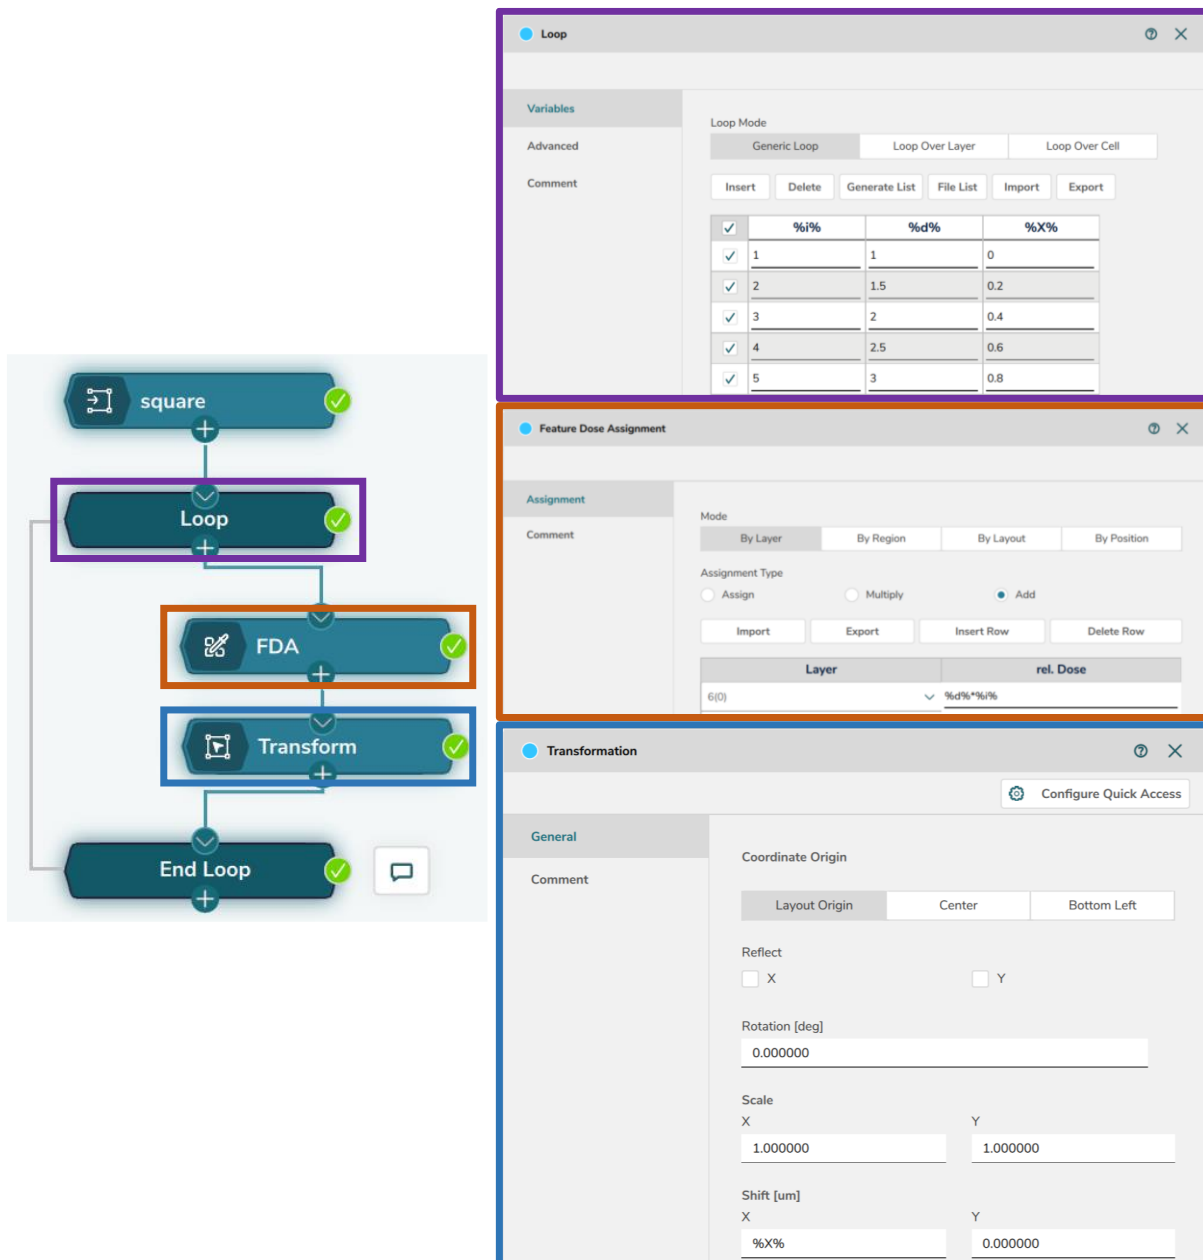 square
Loop
FDA
Transform
End Loop
Loop
Variables
Advanced
Comment
Loop Mode
Generic Loop Loop Over Layer Loop Over Cell
Insert Delete Generate List File List Import Export
%i% %d% %X%
1 1 0
2 1.5 0.2
3 2 0.4
4 2.5 0.6
5 3 0.8
Feature Dose Assignment
Assignment
Comment
Mode
By Layer By Region By Layout By Position
Assignment Type
Assign Multiply Add
Import Export Insert Row Delete Row
Layer rel. Dose
6(0) %d%*%i%
Transformation
Configure Quick Access
General
Comment
Coordinate Origin
Layout Origin Center Bottom Left
Reflect
X Y
Rotation [deg]
0.000000
Scale
X Y
1.000000 1.000000
Shift [um]
X Y
%X% 0.000000